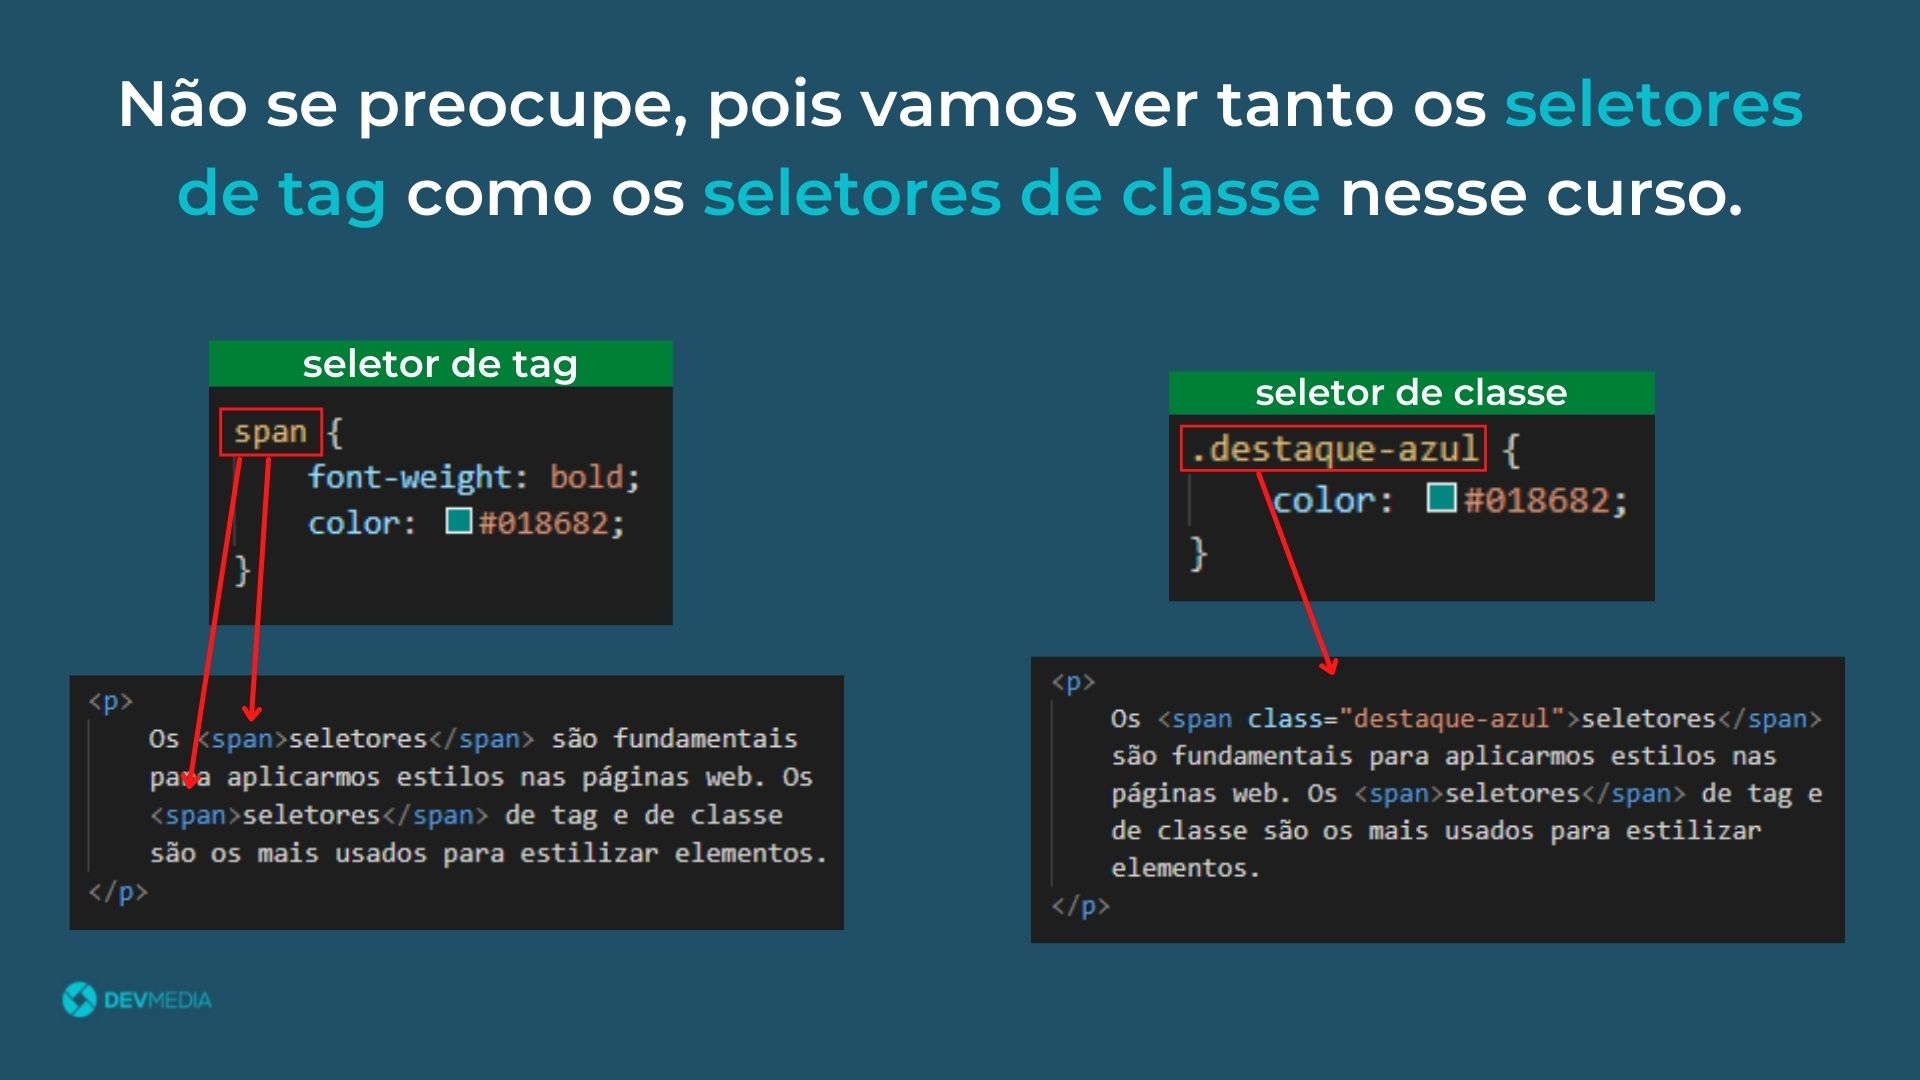 Não se preocupe, pois vamos ver tanto os seletores
de tag como os seletores de classe nesse curso.
seletor de tag
span {
font-weight: bold;
color: #018682;
}
<p>
Os <span>seletores</span> são fundamentais
para aplicarmos estilos nas páginas web. Os
<span>seletores</span> de tag e de classe
são os mais usados para estilizar elementos.
</p>
seletor de classe
.destaque-azul {
color: #018682;
}
<p>
Os <span class="destaque-azul">seletores</span>
são fundamentais para aplicarmos estilos nas
páginas web. Os <span>seletores</span> de tag e
de classe são os mais usados para estilizar
elementos.
</p>
DEVMEDIA